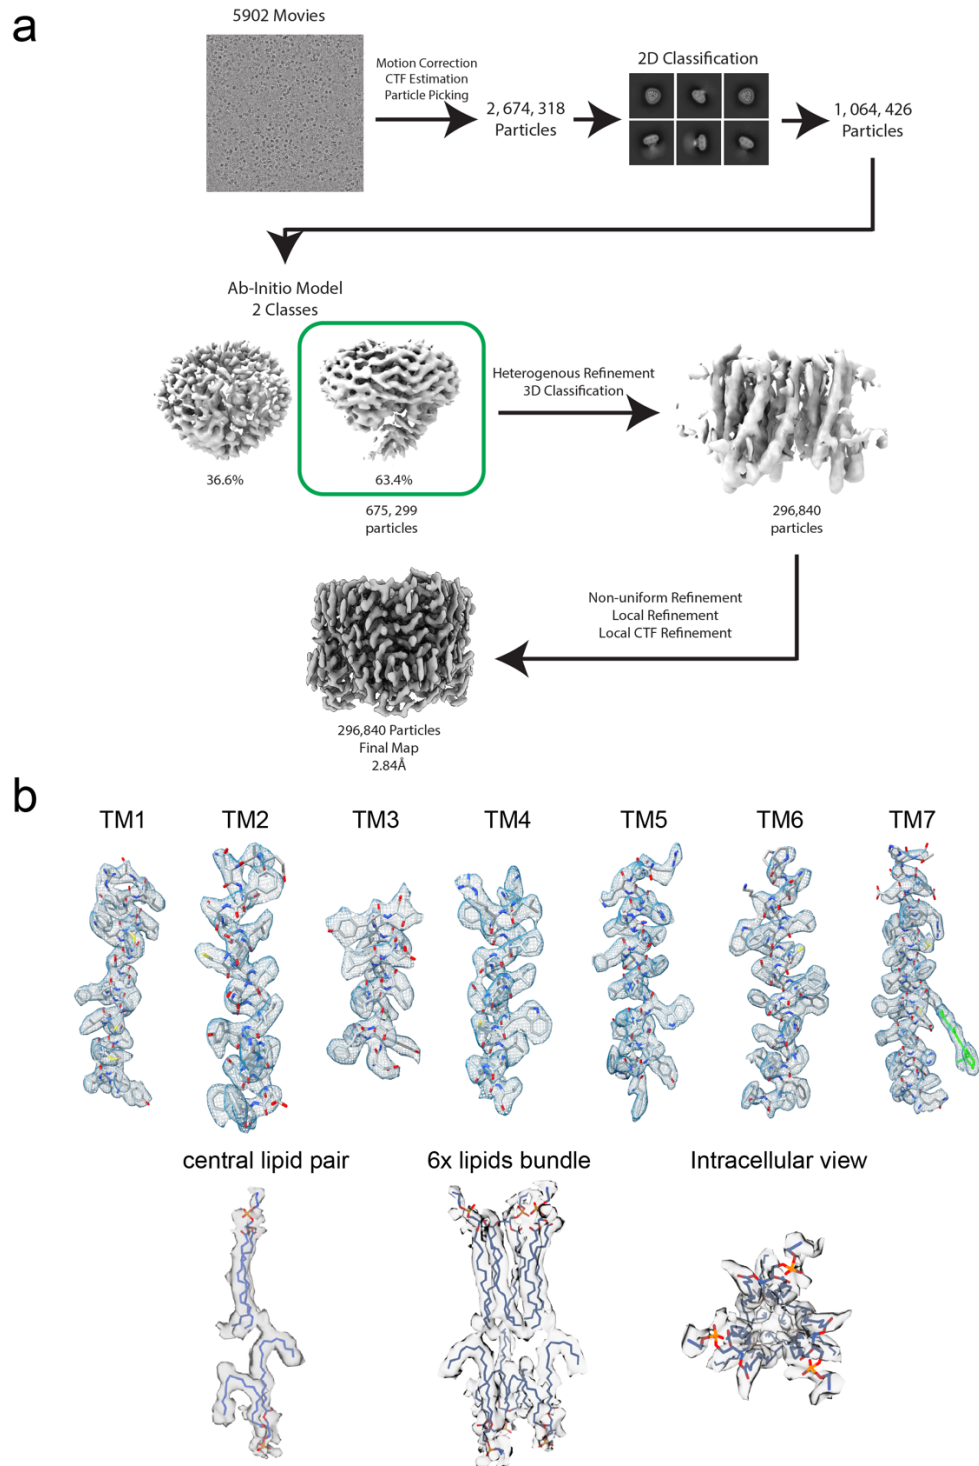 a
5902 Movies
Motion Correction
CTF Estimation
Particle Picking
2, 674, 318
Particles
2D Classification
1, 064, 426
Particles
Ab-Initio Model
2 Classes
36.6%
63.4%
675, 299
particles
Heterogenous Refinement
3D Classification
296,840
particles
Non-uniform Refinement
Local Refinement
Local CTF Refinement
296,840 Particles
Final Map
2.84Å
b
TM1 TM2 TM3 TM4 TM5 TM6 TM7
central lipid pair 6x lipids bundle Intracellular view